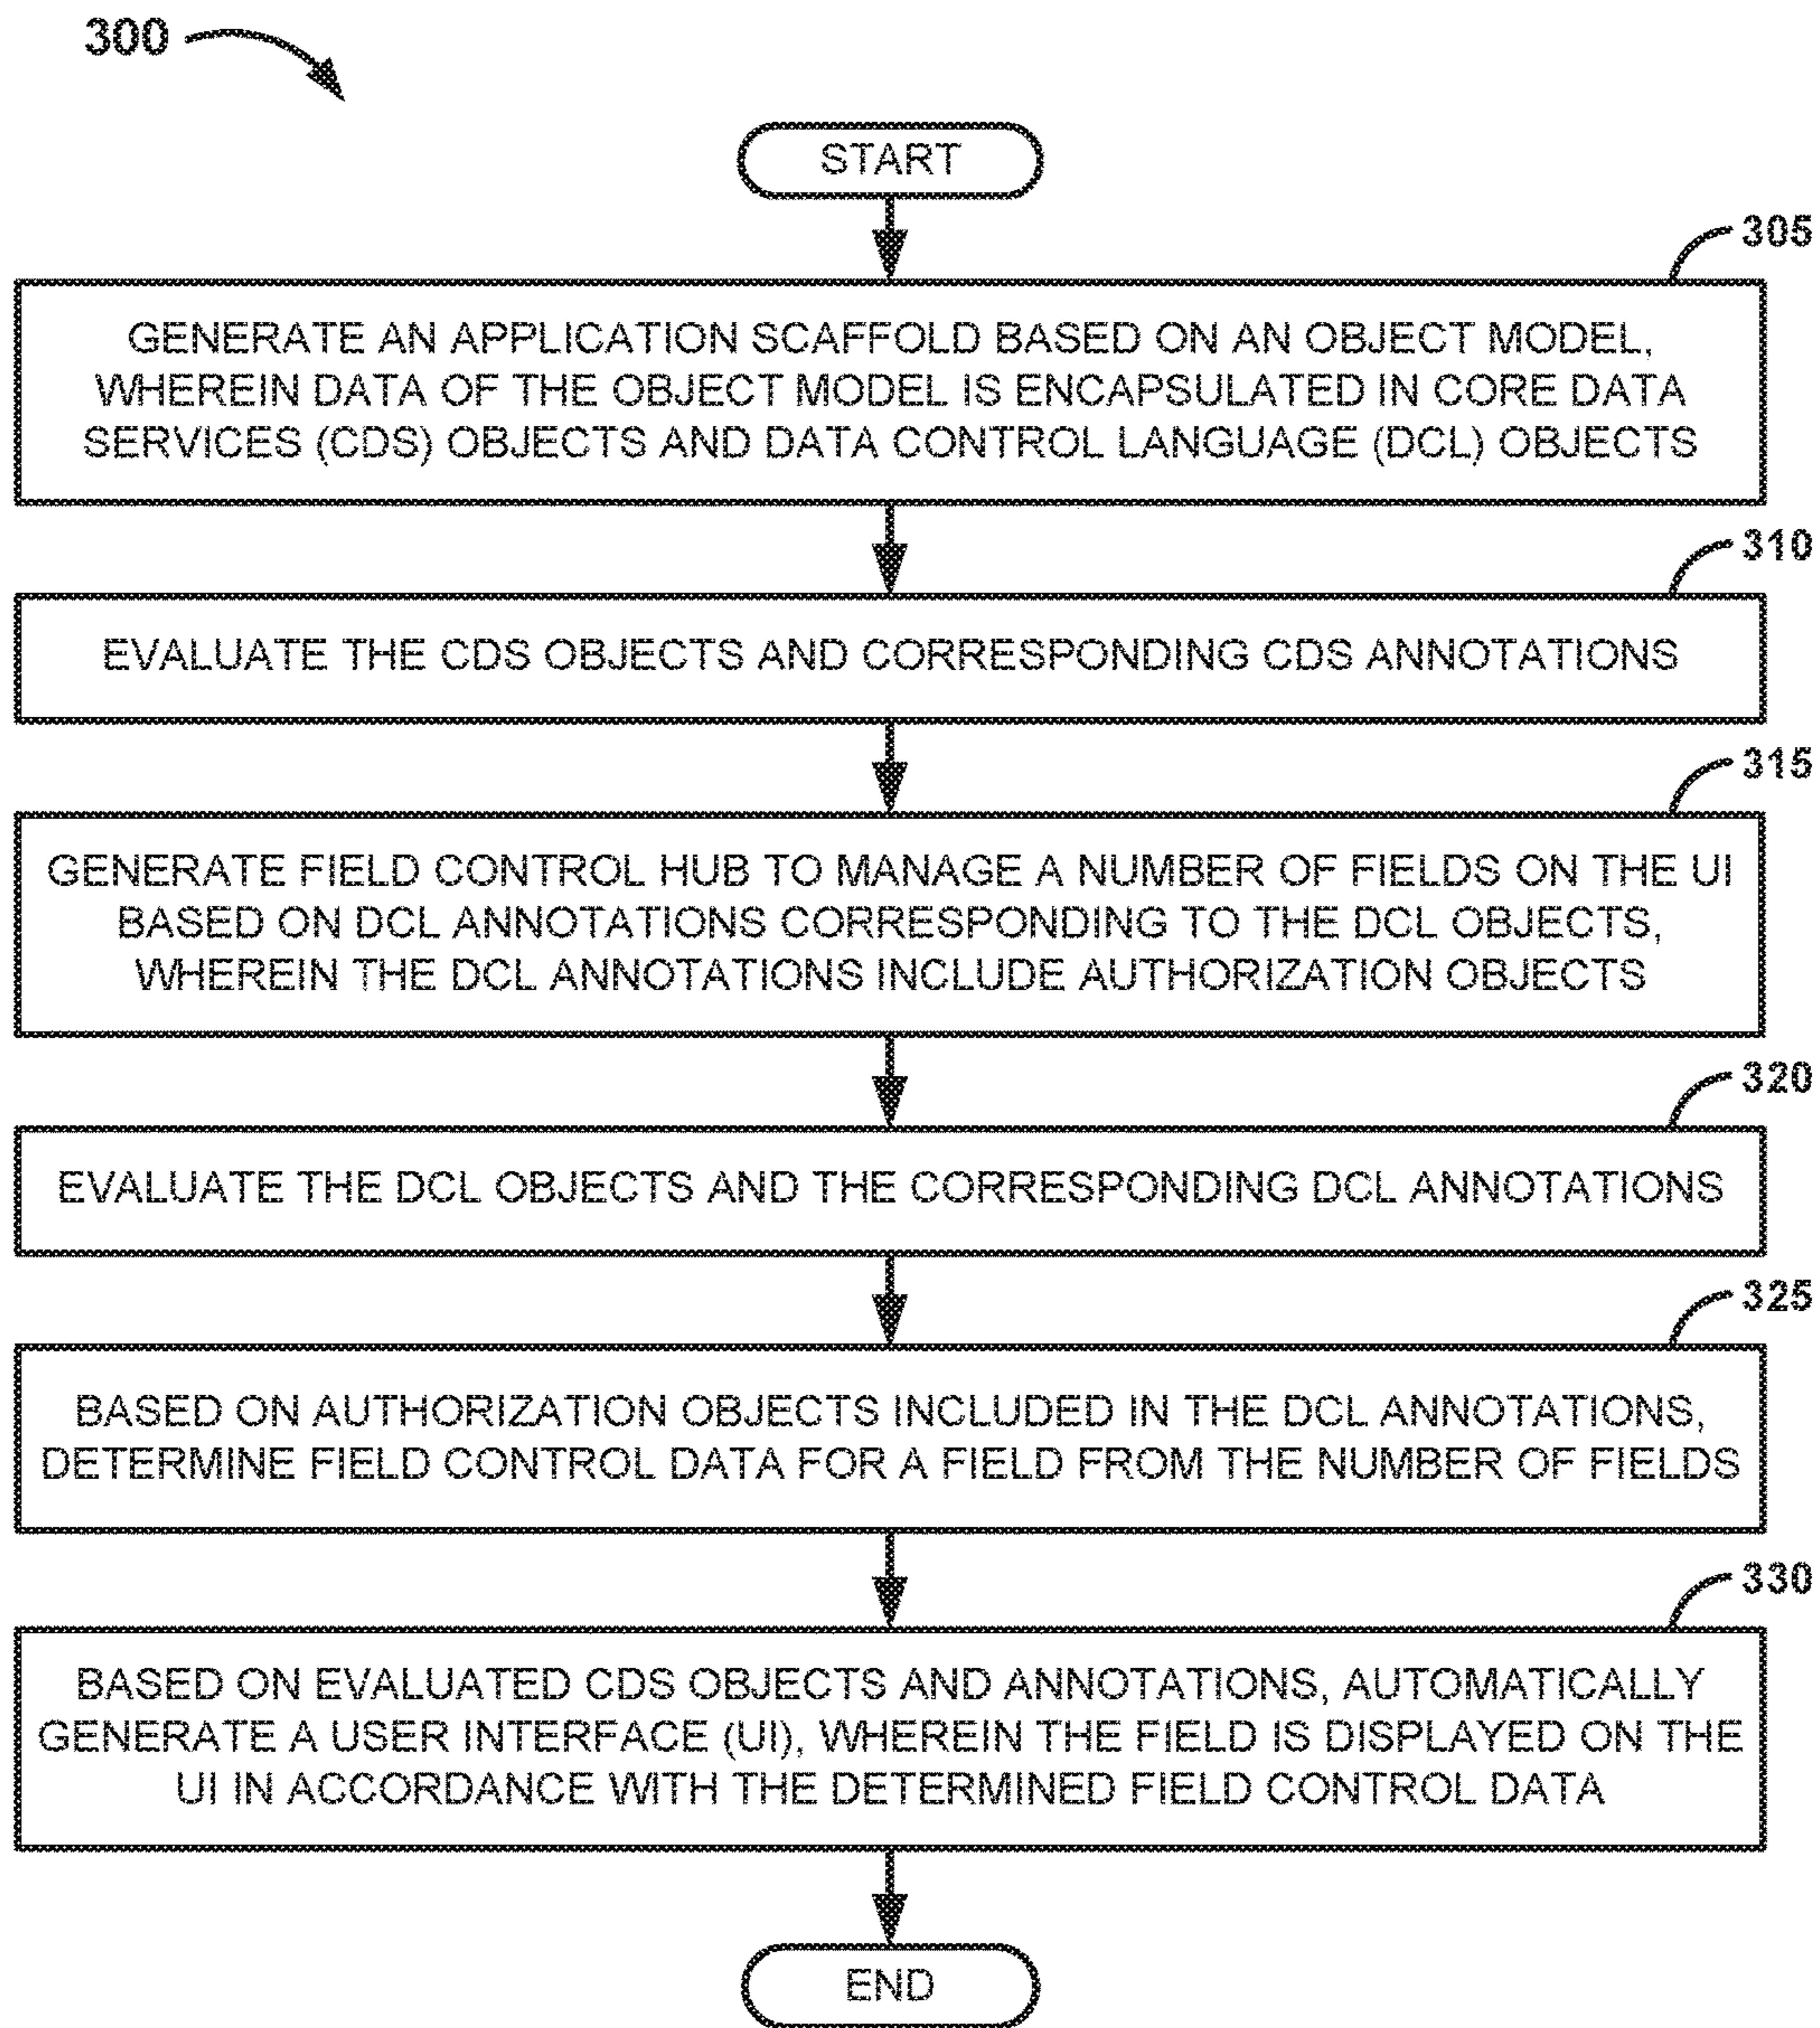 300
START
305
GENERATE AN APPLICATION SCAFFOLD BASED ON AN OBJECT MODEL,
WHEREIN DATA OF THE OBJECT MODEL IS ENCAPSULATED IN CORE DATA
SERVICES (CDS) OBJECTS AND DATA CONTROL LANGUAGE (DCL) OBJECTS
310
EVALUATE THE CDS OBJECTS AND CORRESPONDING CDS ANNOTATIONS
315
GENERATE FIELD CONTROL HUB TO MANAGE A NUMBER OF FIELDS ON THE UI
BASED ON DCL ANNOTATIONS CORRESPONDING TO THE DCL OBJECTS,
WHEREIN THE DCL ANNOTATIONS INCLUDE AUTHORIZATION OBJECTS
320
EVALUATE THE DCL OBJECTS AND THE CORRESPONDING DCL ANNOTATIONS
325
BASED ON AUTHORIZATION OBJECTS INCLUDED IN THE DCL ANNOTATIONS,
DETERMINE FIELD CONTROL DATA FOR A FIELD FROM THE NUMBER OF FIELDS
330
BASED ON EVALUATED CDS OBJECTS AND ANNOTATIONS, AUTOMATICALLY
GENERATE A USER INTERFACE (UI), WHEREIN THE FIELD IS DISPLAYED ON THE
UI IN ACCORDANCE WITH THE DETERMINED FIELD CONTROL DATA
END